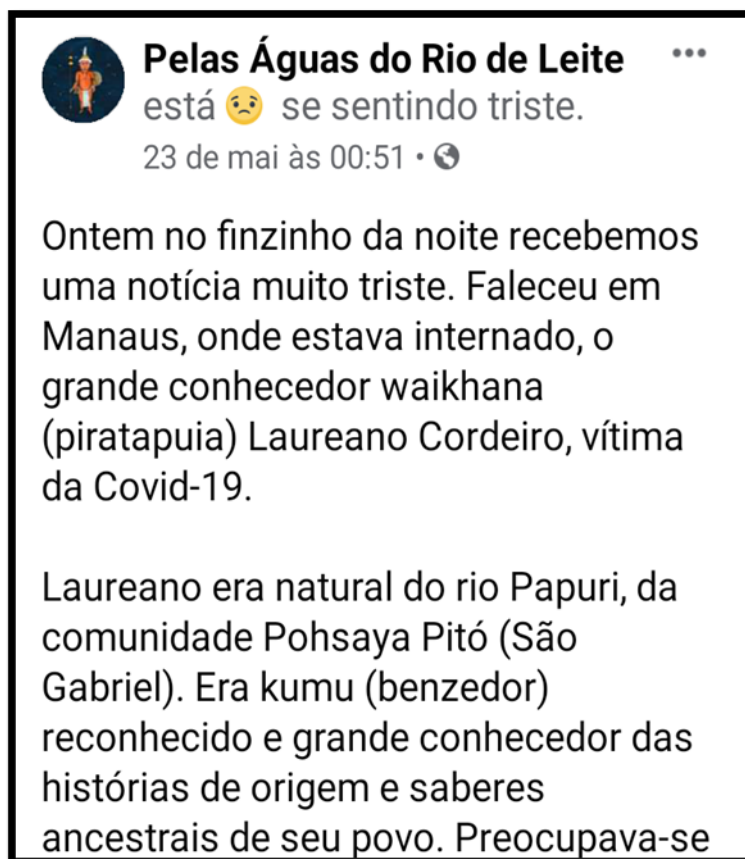 Pelas Águas do Rio de Leite
está 😟 se sentindo triste.
23 de mai às 00:51 •
Ontem no finzinho da noite recebemos
uma notícia muito triste. Faleceu em
Manaus, onde estava internado, o
grande conhecedor waikhana
(piratapuia) Laureano Cordeiro, vítima
da Covid-19.
Laureano era natural do rio Papuri, da
comunidade Pohsaya Pitó (São
Gabriel). Era kumu (benzedor)
reconhecido e grande conhecedor das
histórias de origem e saberes
ancestrais de seu povo. Preocupava-se